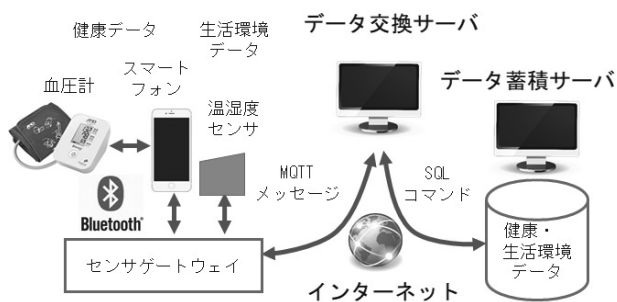 健康データ
生活環境
データ
データ交換サーバ
血圧計
スマート
フォン
温湿度
センサ
データ蓄積サーバ
MQTT
メッセージ
SQL
コマンド
Bluetooth
健康・
生活環境
データ
センサゲートウェイ
インターネット